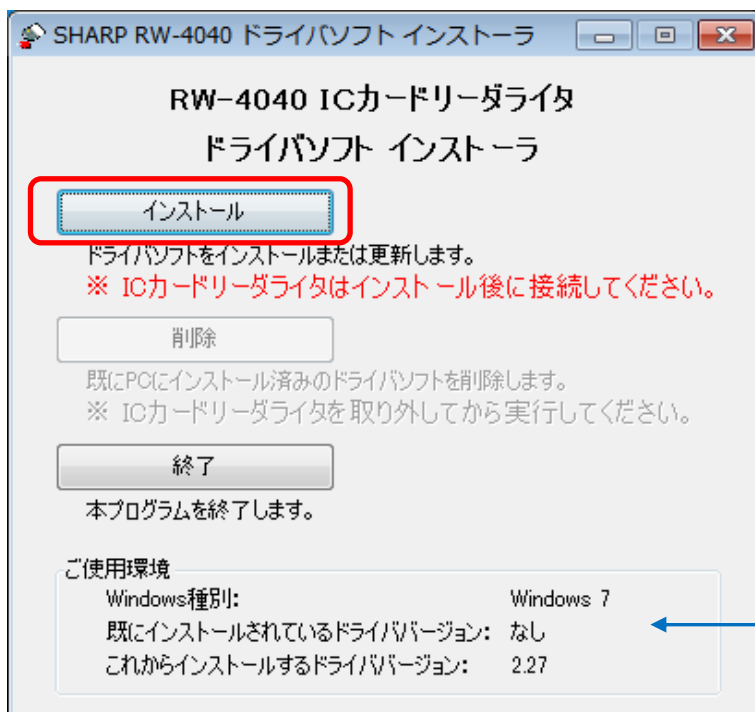 SHARP RW-4040 ドライバソフト インストーラ
RW-4040 ICカードリーダライタ
ドライバソフト インストーラ
インストール
ドライバソフトをインストールまたは更新します。
※ ICカードリーダライタはインストール後に接続してください。
削除
既にPCにインストール済みのドライバソフトを削除します。
※ ICカードリーダライタを取り外してから実行してください。
終了
本プログラムを終了します。
ご使用環境
Windows種別: Windows 7
既にインストールされているドライババージョン: なし
これからインストールするドライババージョン: 2.27